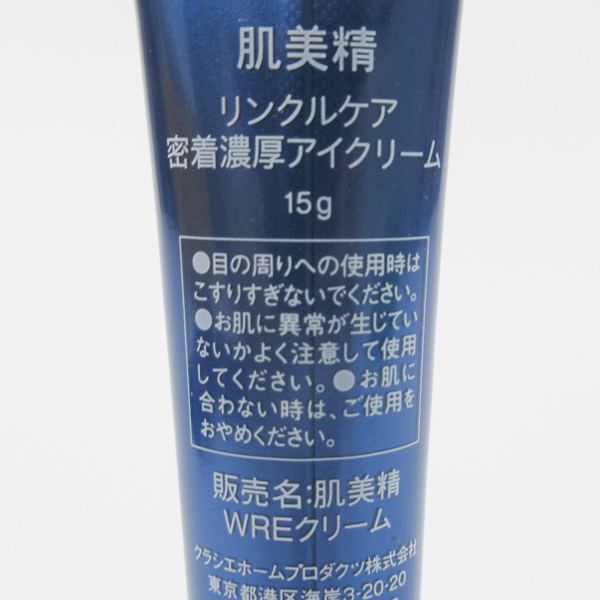 肌美精
リンクルケア
密着濃厚アイクリーム
15g
●目の周りへの使用時は
こすりすぎないでください。
●お肌に異常が生じてい
ないかよく注意して使用
してください。●お肌に
合わない時は、ご使用を
おやめください。
販売名:肌美精
WREクリーム
クラシエホームプロダクツ株式会社
東京都港区海岸3-20-20